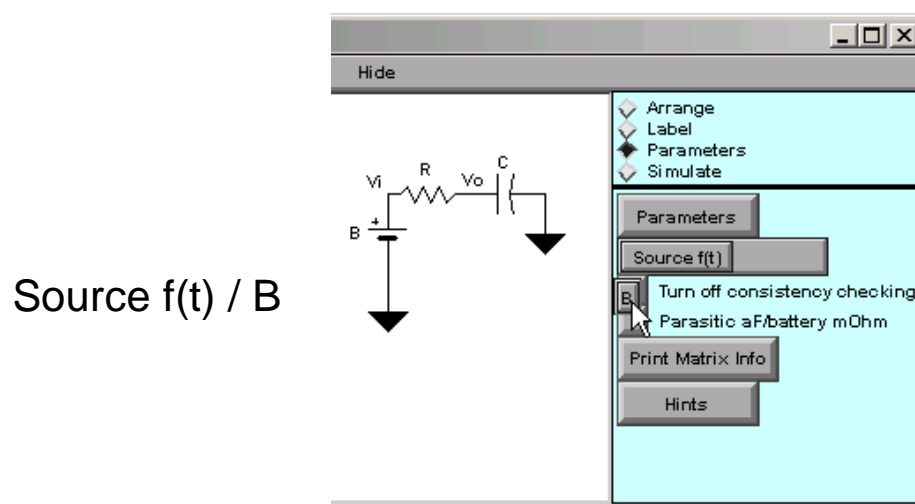 Source f(t) / B
Hide
Arrange
Label
Parameters
Simulate
Vi
R
Vo
C
+
B
Parameters
Source f(t)
B
Turn off consistency checking
Parasitic aF/battery mOhm
Print Matrix Info
Hints